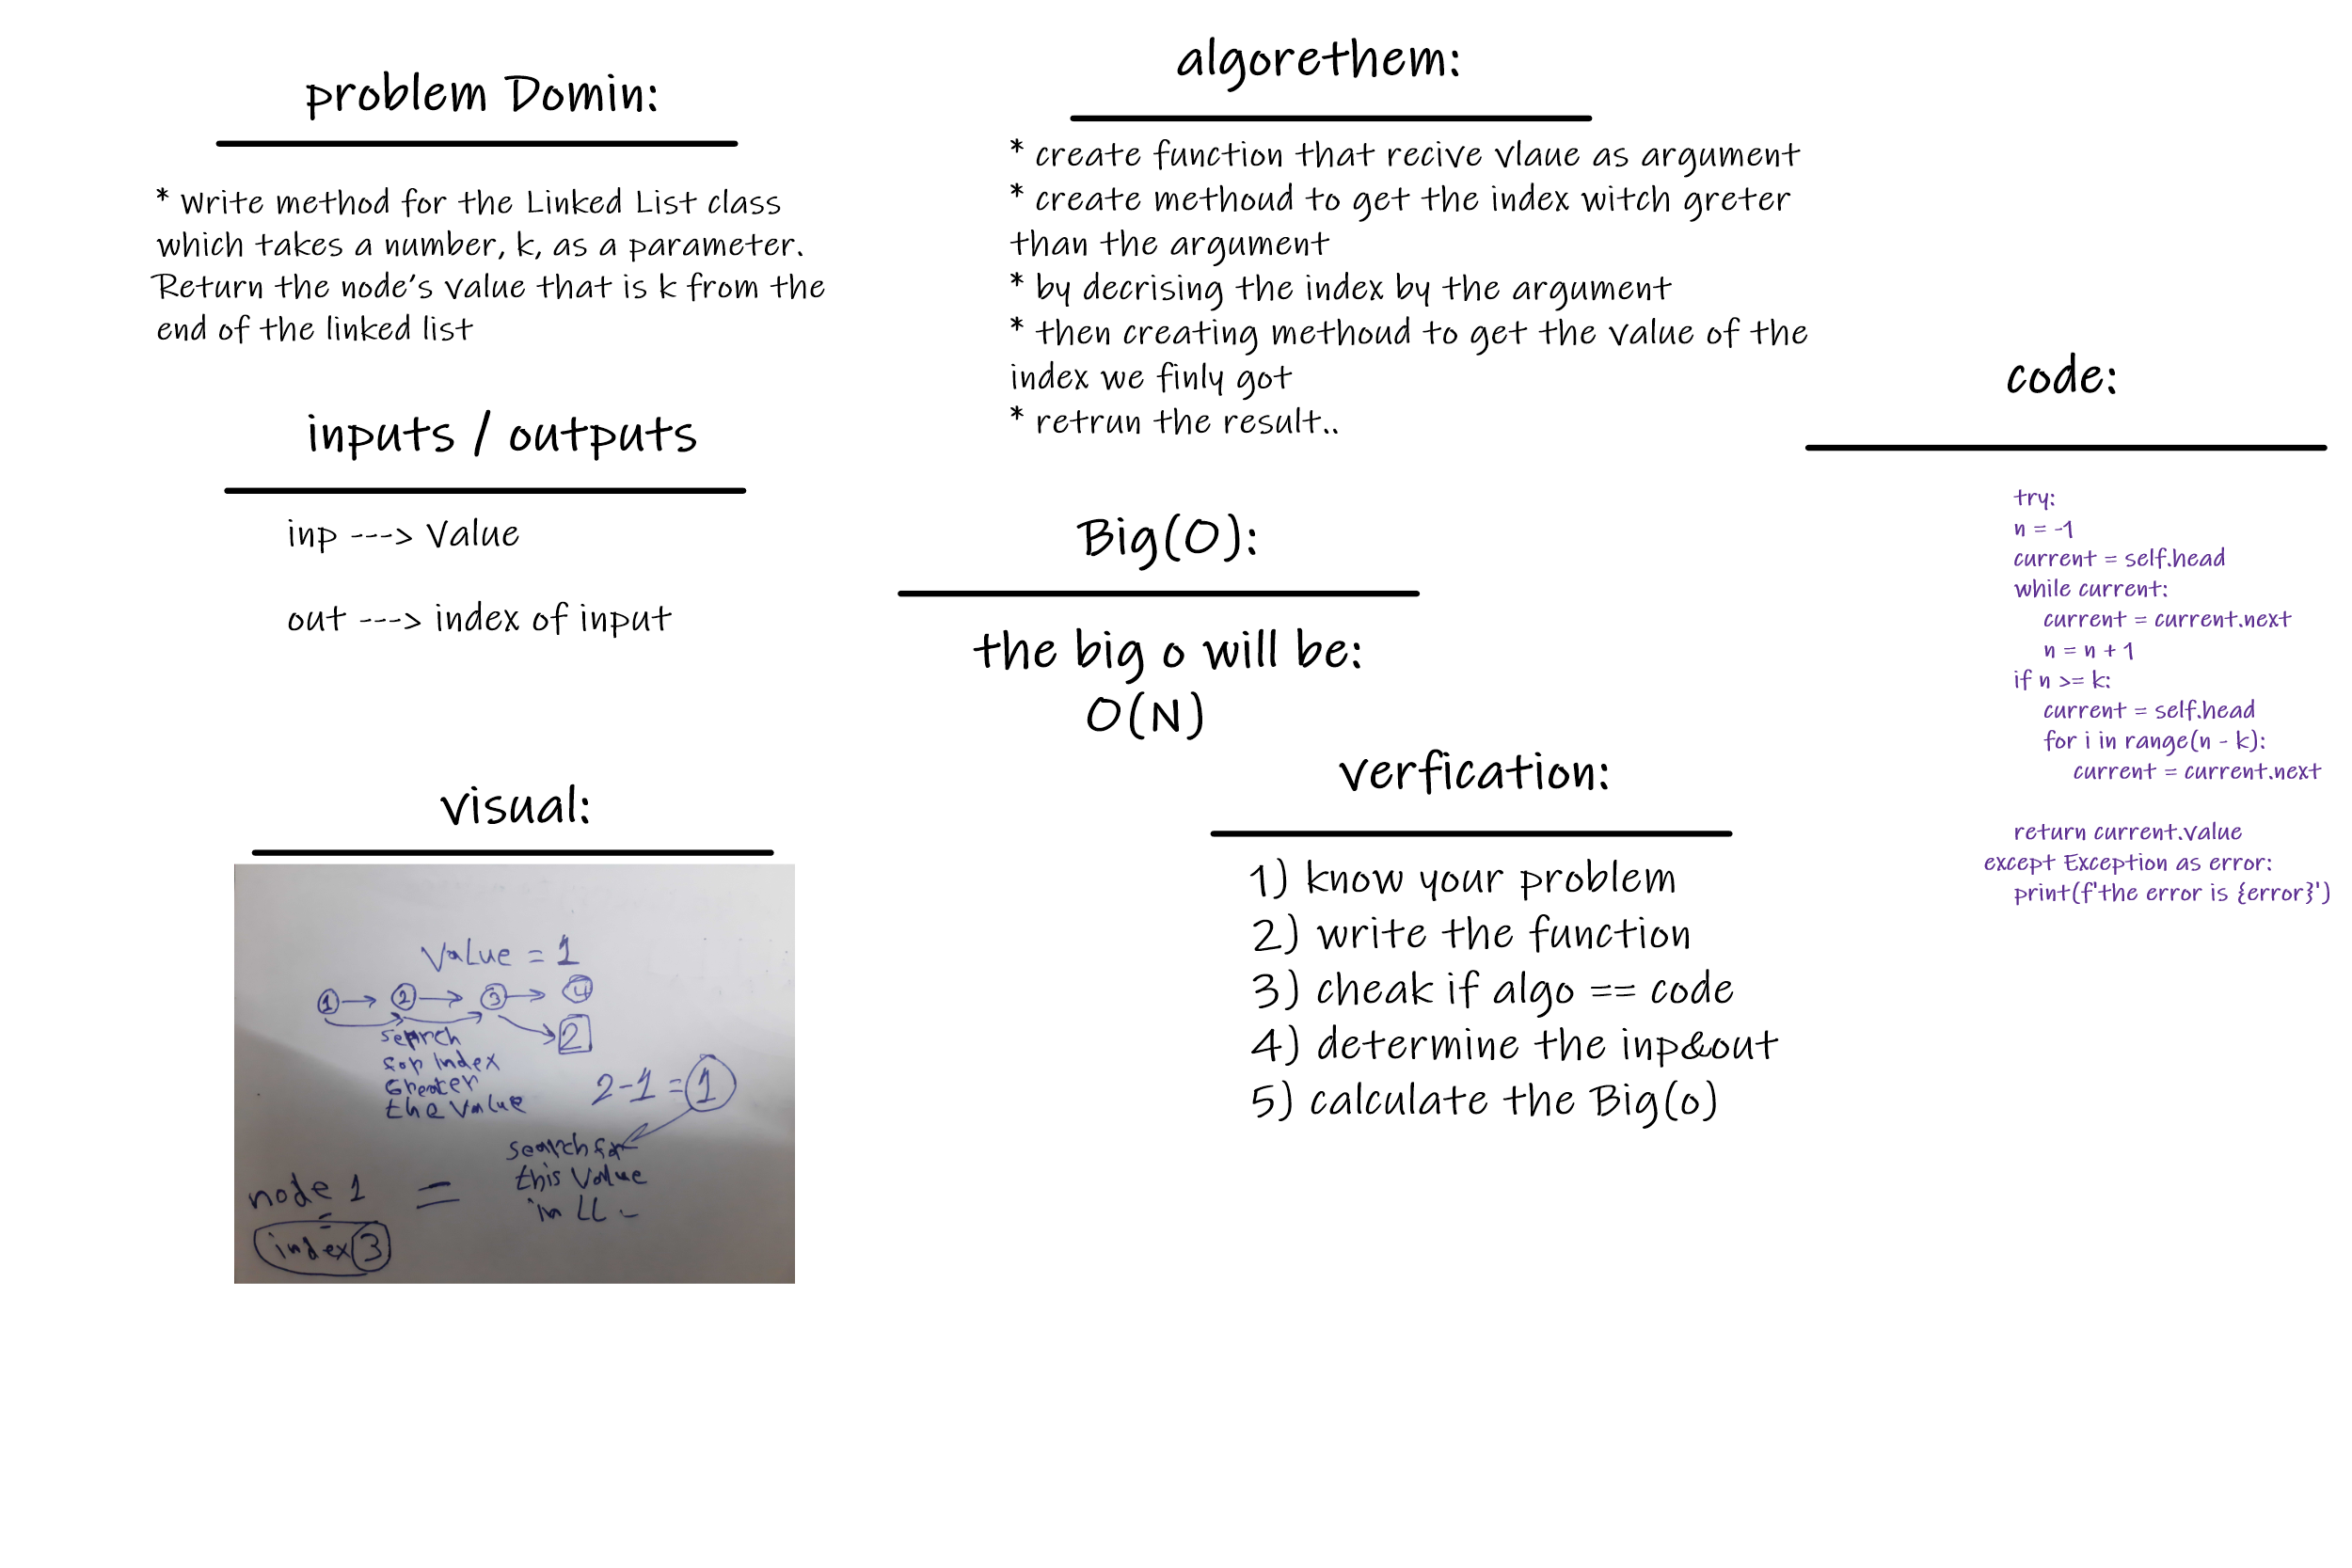 problem Domin:
* Write method for the Linked List class
which takes a number, k, as a parameter.
Return the node's value that is k from the
end of the linked list
inputs / outputs
inp ---> Value
out ---> index of input
visual:
Value = 1
1 → 2 → 3 → 4
2
search
for index
Greater
the Value
2-1 = 1
search for
this Value
in LL
node 1 =
=
index 3
algorethem:
* create function that recive vlaue as argument
* create methoud to get the index witch greter
than the argument
* by decrising the index by the argument
* then creating methoud to get the value of the
index we finly got
* retrun the result..
Big(O):
the big o will be:
O(N)
verfication:
1) know your problem
2) write the function
3) cheak if algo == code
4) determine the inp&out
5) calculate the Big(o)
code:
try:
n = -1
current = self.head
while current:
current = current.next
n = n + 1
if n >= k:
current = self.head
for i in range(n - k):
current = current.next
return current.value
except Exception as error:
print(f'the error is {error}')